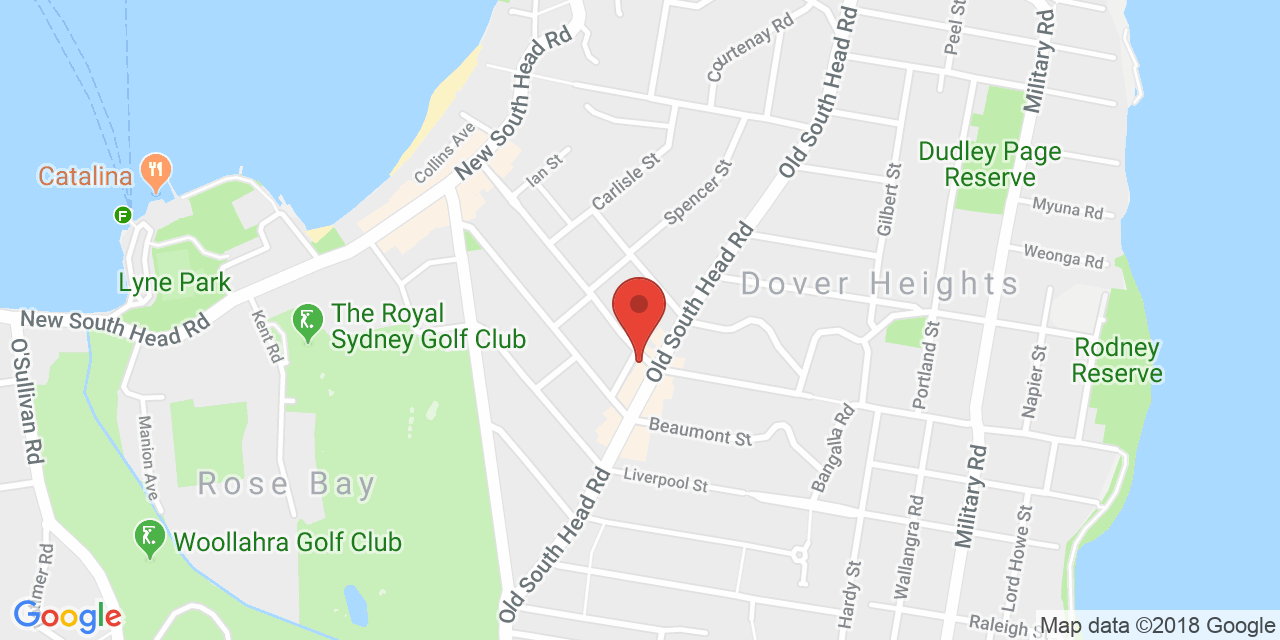 New South Head Rd
Courtenay Rd
Old South Head Rd
Peel St
Military Rd
Collins Ave
Ian St
Carlisle St
Spencer St
Gilbert St
Dudley Page
Reserve
Catalina
F
Myuna Rd
Weonga Rd
Lyne Park
Old South Head Rd
Dover Heights
New South Head Rd
Kent Rd
The Royal
Sydney Golf Club
O'Sullivan Rd
Portland St
Napier St
Rodney
Reserve
Manion Ave
Beaumont St
Bangalla Rd
Rose Bay
Liverpool St
Military Rd
Woollahra Golf Club
Old South Head Rd
Hardy St
Wallangra Rd
Lord Howe St
Raleigh
Google
Map data ©2018 Google